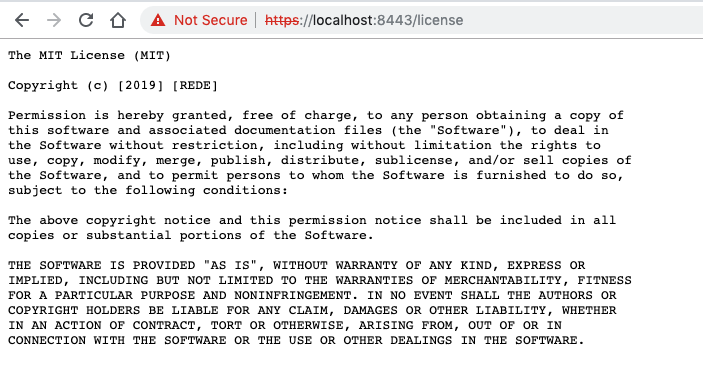 Not Secure https://localhost:8443/license
The MIT License (MIT)
Copyright (c) [2019] [REDE]
Permission is hereby granted, free of charge, to any person obtaining a copy of
this software and associated documentation files (the "Software"), to deal in
the Software without restriction, including without limitation the rights to
use, copy, modify, merge, publish, distribute, sublicense, and/or sell copies of
the Software, and to permit persons to whom the Software is furnished to do so,
subject to the following conditions:
The above copyright notice and this permission notice shall be included in all
copies or substantial portions of the Software.
THE SOFTWARE IS PROVIDED "AS IS", WITHOUT WARRANTY OF ANY KIND, EXPRESS OR
IMPLIED, INCLUDING BUT NOT LIMITED TO THE WARRANTIES OF MERCHANTABILITY, FITNESS
FOR A PARTICULAR PURPOSE AND NONINFRINGEMENT. IN NO EVENT SHALL THE AUTHORS OR
COPYRIGHT HOLDERS BE LIABLE FOR ANY CLAIM, DAMAGES OR OTHER LIABILITY, WHETHER
IN AN ACTION OF CONTRACT, TORT OR OTHERWISE, ARISING FROM, OUT OF OR IN
CONNECTION WITH THE SOFTWARE OR THE USE OR OTHER DEALINGS IN THE SOFTWARE.